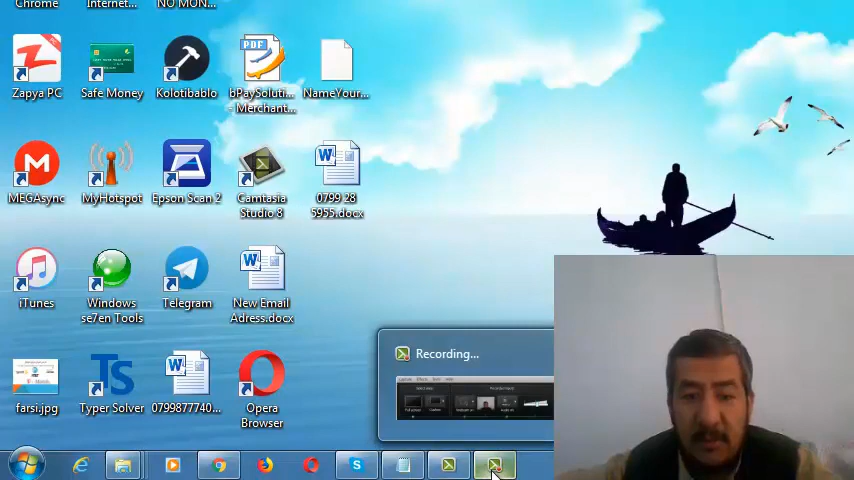 Chrome
Internet...
NO MON...
Zapya PC
Safe Money
Kolotibablo
PDF
bPaySoluti...
- Merchant...
NameYour...
MEGAsync
MyHotspot
Epson Scan 2
Camtasia
Studio 8
0799 28
5955.docx
iTunes
Windows
se7en Tools
Telegram
New Email
Adress.docx
farsi.jpg
Typer Solver
0799877740...
Opera
Browser
Recording...